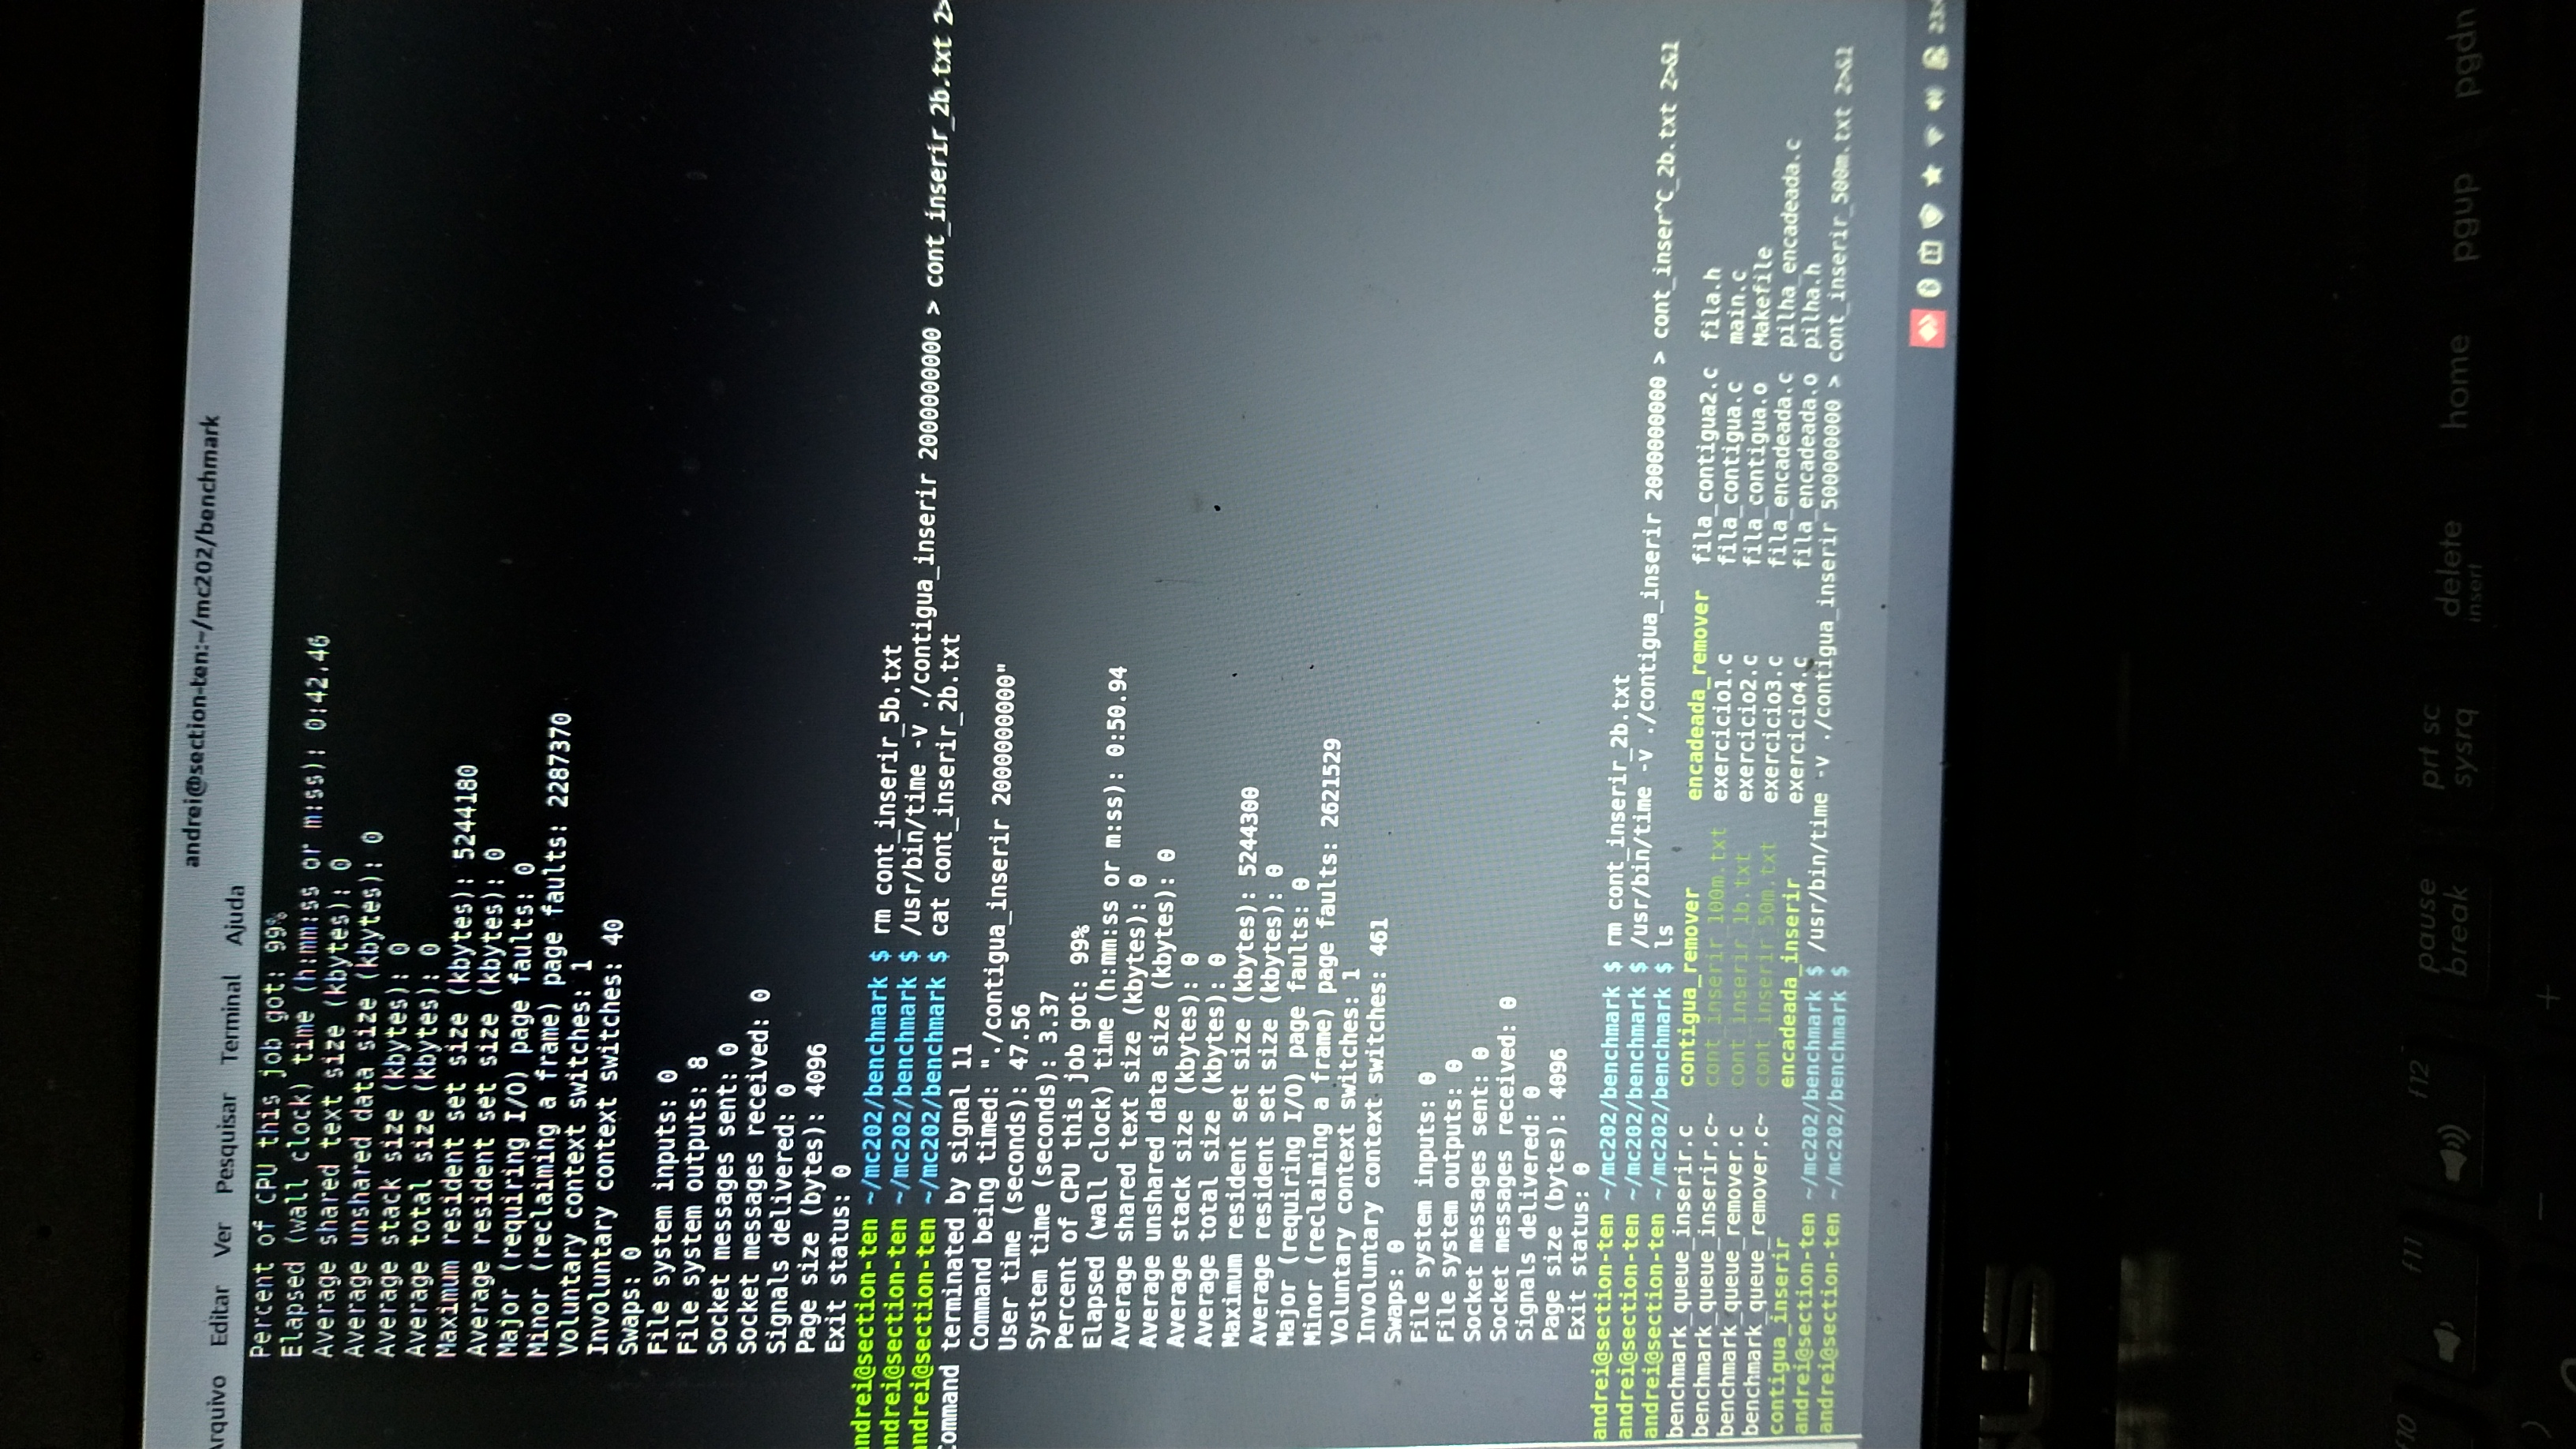 andrei@section-ten:~/mc202/benchmark
Arquivo Editar Ver Pesquisar Terminal Ajuda
Percent of CPU this job got: 99%
Elapsed (wall clock) time (h:mm:ss or m:ss): 0:42.46
Average shared text size (kbytes): 0
Average unshared data size (kbytes): 0
Average stack size (kbytes): 0
Average total size (kbytes): 0
Maximum resident set size (kbytes): 5244180
Average resident set size (kbytes): 0
Major (requiring I/O) page faults: 0
Minor (reclaiming a frame) page faults: 2287370
Voluntary context switches: 1
Involuntary context switches: 40
Swaps: 0
File system inputs: 0
File system outputs: 8
Socket messages sent: 0
Socket messages received: 0
Signals delivered: 0
Page size (bytes): 4096
Exit status: 0
andrei@section-ten ~/mc202/benchmark $ rm cont_inserir_5b.txt
andrei@section-ten ~/mc202/benchmark $ /usr/bin/time -v ./contigua_inserir 2000000000 > cont_inserir_2b.txt 2>
andrei@section-ten ~/mc202/benchmark $ cat cont_inserir_2b.txt
Command terminated by signal 11
Command being timed: "./contigua_inserir 2000000000"
User time (seconds): 47.56
System time (seconds): 3.37
Percent of CPU this job got: 99%
Elapsed (wall clock) time (h:mm:ss or m:ss): 0:50.94
Average shared text size (kbytes): 0
Average unshared data size (kbytes): 0
Average stack size (kbytes): 0
Average total size (kbytes): 0
Maximum resident set size (kbytes): 5244300
Average resident set size (kbytes): 0
Major (requiring I/O) page faults: 0
Minor (reclaiming a frame) page faults: 2621529
Voluntary context switches: 1
Involuntary context switches: 461
Swaps: 0
File system inputs: 0
File system outputs: 0
Socket messages sent: 0
Socket messages received: 0
Signals delivered: 0
Page size (bytes): 4096
Exit status: 0
andrei@section-ten ~/mc202/benchmark $ rm cont_inserir_2b.txt
andrei@section-ten ~/mc202/benchmark $ /usr/bin/time -v ./contigua_inserir 2000000000 > cont_inser^C_2b.txt 2>&1
andrei@section-ten ~/mc202/benchmark $ ls
benchmark_queue_inserir.c contigua_remover encadeada_remover fila_contigua2.c fila.h
benchmark_queue_inserir.c~ cont_inserir_100m.txt exercicio1.c fila_contigua.c main.c
benchmark_queue_remover.c cont_inserir_1b.txt exercicio2.c fila_contigua.o Makefile
benchmark_queue_remover.c~ cont_inserir_50m.txt exercicio3.c fila_encadeada.c pilha_encadeada.c
contigua_inserir encadeada_inserir exercicio4.c fila_encadeada.o pilha.h
andrei@section-ten ~/mc202/benchmark $ /usr/bin/time -v ./contigua_inserir 500000000 > cont_inserir_500m.txt 2>&1
andrei@section-ten ~/mc202/benchmark $
23:
SUS
f10 f11 f12
pause break
prt sc sysrq
delete insert
home
pgup
pgdn
)
-
+